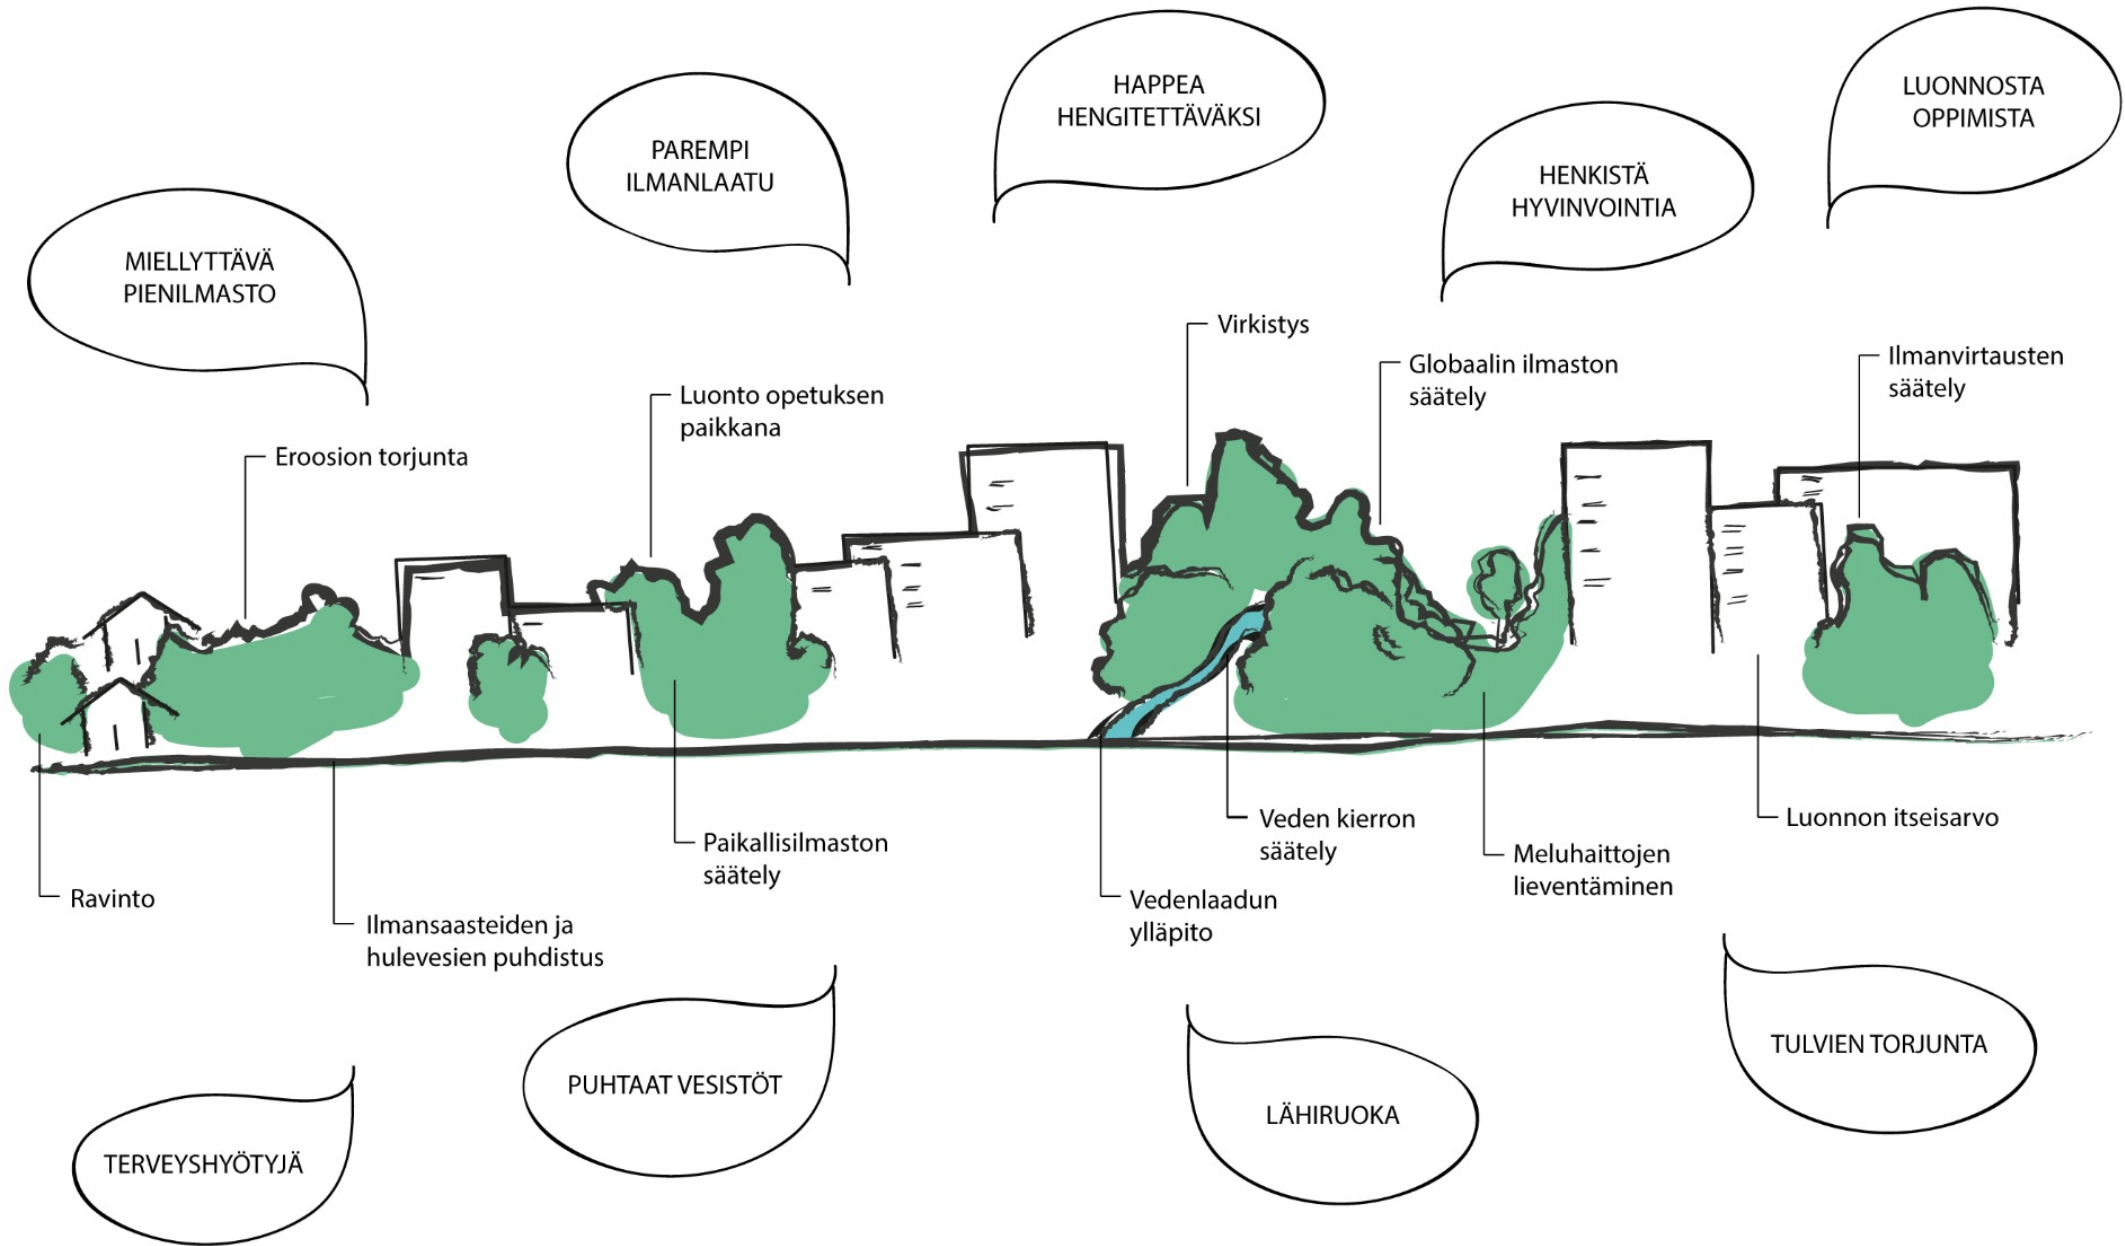 HAPPEA
HENGITETTÄVÄKSI
LUONNOSTA
OPPIMISTA
PAREMPI
ILMANLAATU
HENKISTÄ
HYVINVOINTIA
MIELLYTTÄVÄ
PIENILMASTO
Virkistys
Globaalin ilmaston
säätely
Ilmanvirtausten
säätely
Luonto opetuksen
paikkana
Eroosion torjunta
Ravinto
Ilmansaasteiden ja
hulevesien puhdistus
Paikallisilmaston
säätely
Vedenlaadun
ylläpito
Veden kierron
säätely
Meluhaittojen
lieventäminen
Luonnon itseisarvo
TERVEYSHYÖTYJÄ
PUHTAAT VESISTÖT
LÄHIRUOKA
TULVIEN TORJUNTA